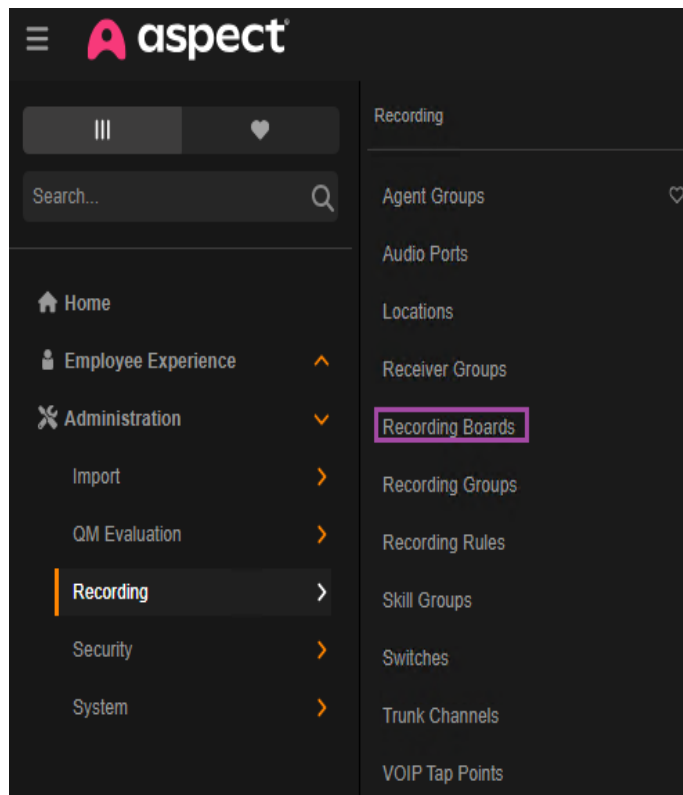 aspect
Search...
Home
Employee Experience
Administration
Import
QM Evaluation
Recording
Security
System
Recording
Agent Groups
Audio Ports
Locations
Receiver Groups
Recording Boards
Recording Groups
Recording Rules
Skill Groups
Switches
Trunk Channels
VOIP Tap Points